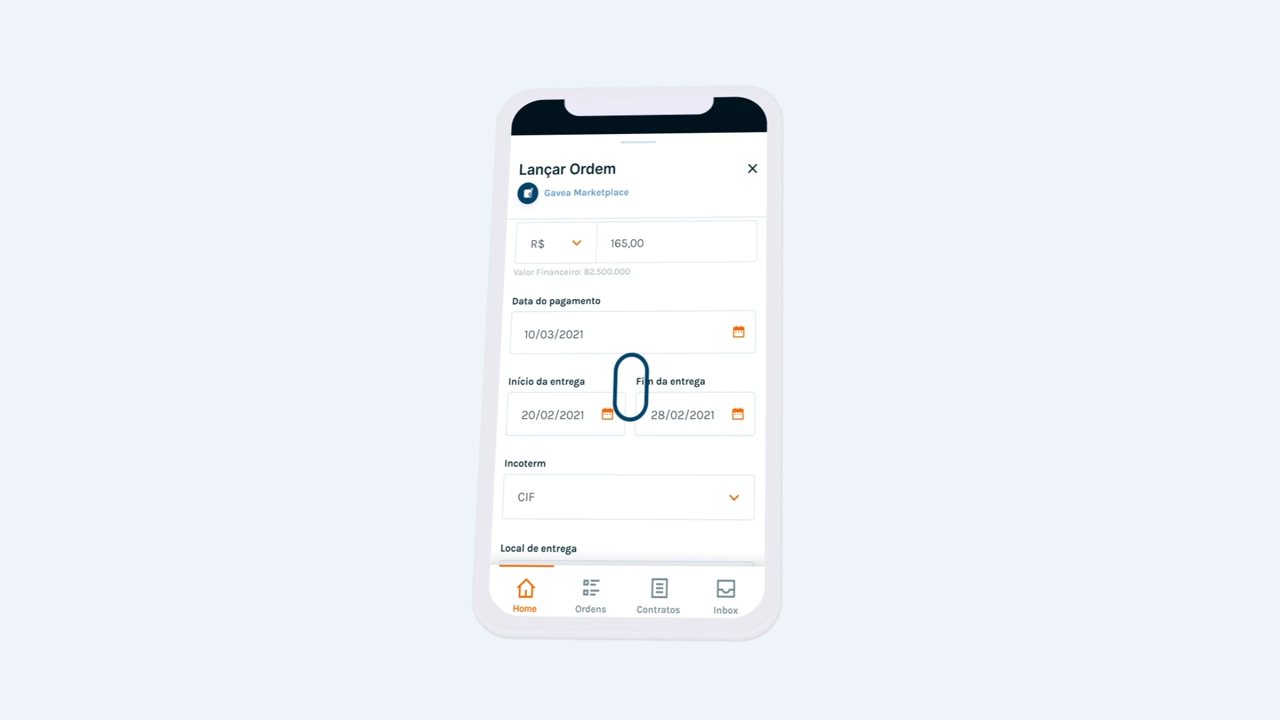 Lançar Ordem
Gavea Marketplace
R$ 165,00
Valor Financeiro: 82.500.000
Data do pagamento
10/03/2021
Início da entrega Fim da entrega
20/02/2021 28/02/2021
Incoterm
CIF
Local de entrega
Home Ordens Contratos Inbox